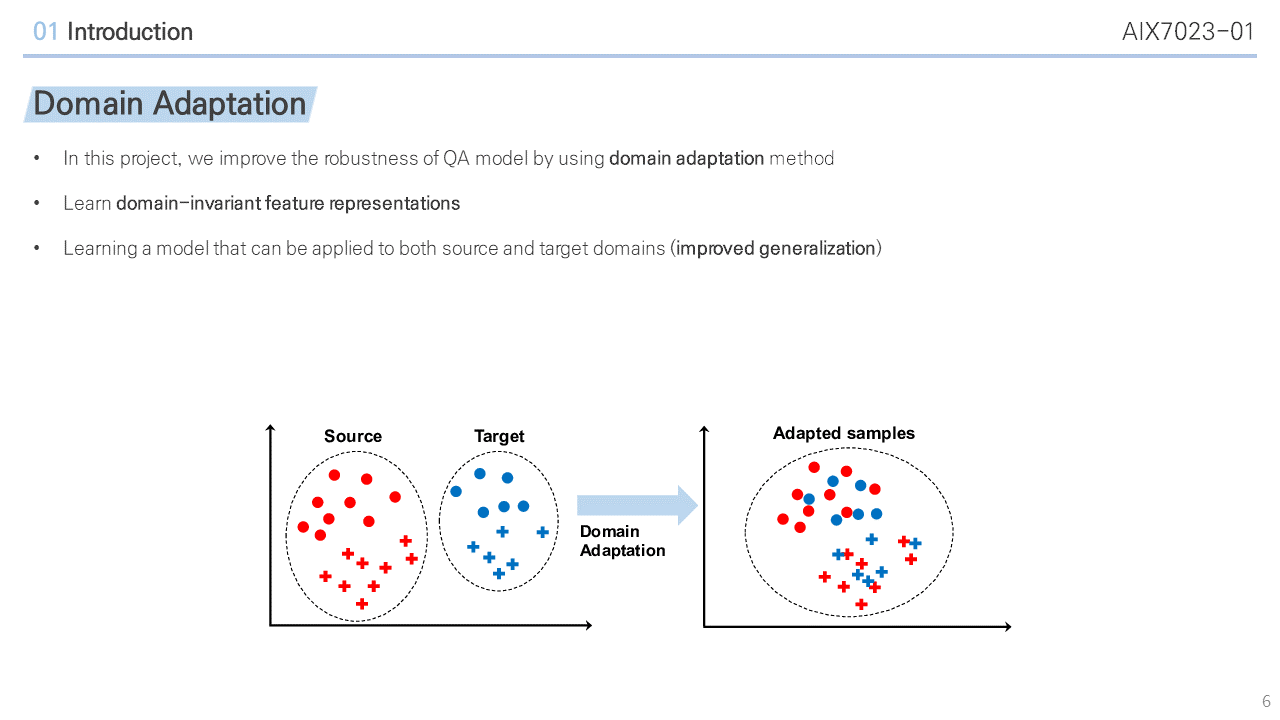 01 Introduction
AIX7023-01
Domain Adaptation
• In this project, we improve the robustness of QA model by using domain adaptation method
• Learn domain-invariant feature representations
• Learning a model that can be applied to both source and target domains (improved generalization)
Source
Target
Domain
Adaptation
Adapted samples
6